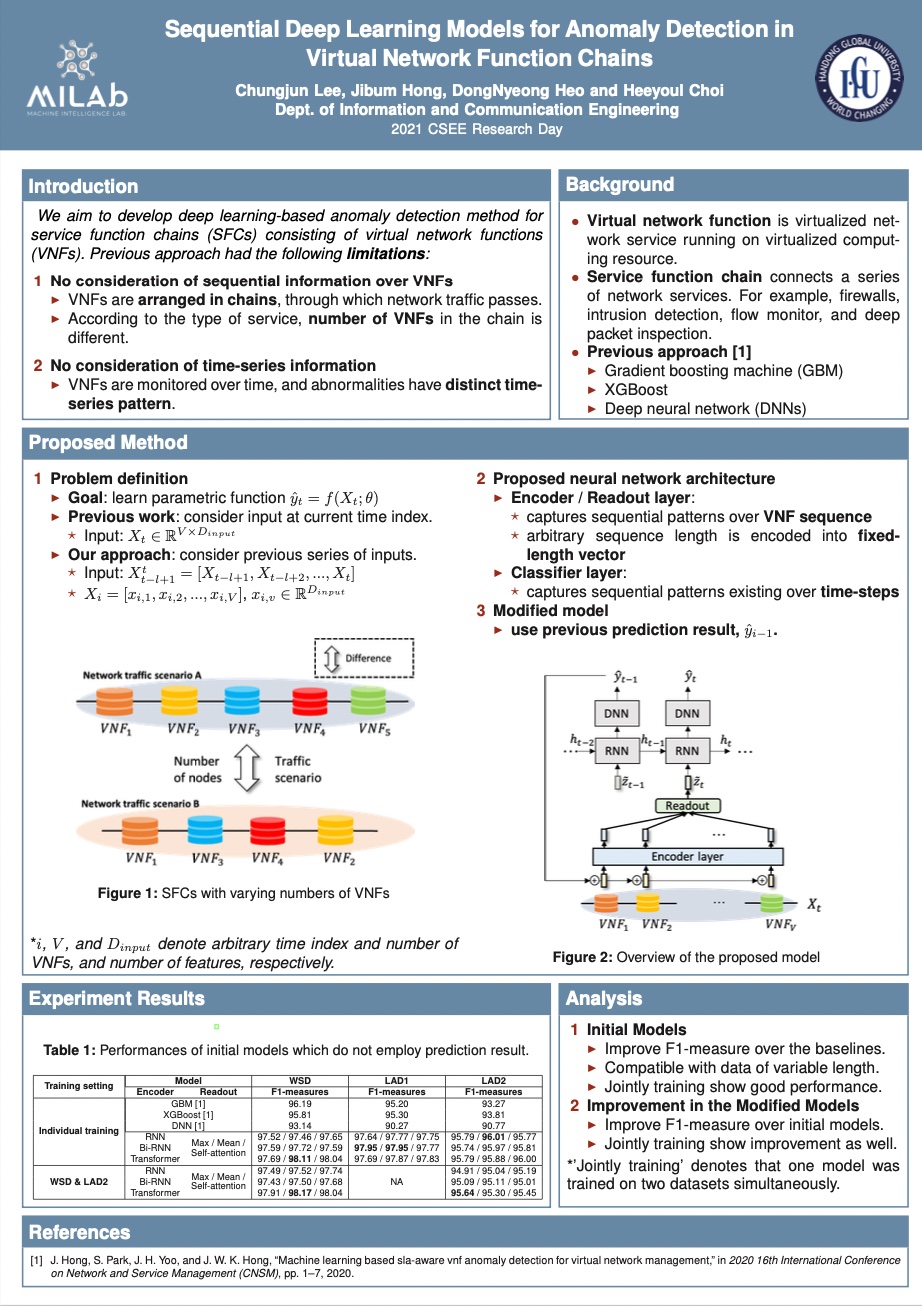 Sequential Deep Learning Models for Anomaly Detection in
Virtual Network Function Chains
Chungjun Lee, Jibum Hong, DongNyeong Heo and Heeyoul Choi
Dept. of Information and Communication Engineering
2021 CSEE Research Day
MILAb
MACHINE INTELLIGENCE LAB.
HANDONG GLOBAL UNIVERSITY
HGU
WORLD CHANGING
Introduction
We aim to develop deep learning-based anomaly detection method for
service function chains (SFCs) consisting of virtual network functions
(VNFs). Previous approach had the following limitations:
1 No consideration of sequential information over VNFs
► VNFs are arranged in chains, through which network traffic passes.
► According to the type of service, number of VNFs in the chain is
different.
2 No consideration of time-series information
► VNFs are monitored over time, and abnormalities have distinct time-
series pattern.
Background
● Virtual network function is virtualized net-
work service running on virtualized comput-
ing resource.
● Service function chain connects a series
of network services. For example, firewalls,
intrusion detection, flow monitor, and deep
packet inspection.
● Previous approach [1]
► Gradient boosting machine (GBM)
► XGBoost
► Deep neural network (DNNs)
Proposed Method
1 Problem definition
► Goal: learn parametric function ŷ_t = f(X_t; θ)
► Previous work: consider input at current time index.
⋆ Input: X_t ∈ ℝ^{V×D_{input}}
► Our approach: consider previous series of inputs.
⋆ Input: X^t_{t−l+1} = [X_{t−l+1}, X_{t−l+2}, ..., X_t]
⋆ X_i = [x_{i,1}, x_{i,2}, ..., x_{i,V}], x_{i,v} ∈ ℝ^{D_{input}}
Difference
Network traffic scenario A
VNF₁ VNF₂ VNF₃ VNF₄ VNF₅
Number
of nodes
Traffic
scenario
Network traffic scenario B
VNF₁ VNF₃ VNF₄ VNF₂
Figure 1: SFCs with varying numbers of VNFs
*i, V, and D_{input} denote arbitrary time index and number of
VNFs, and number of features, respectively.
2 Proposed neural network architecture
► Encoder / Readout layer:
⋆ captures sequential patterns over VNF sequence
⋆ arbitrary sequence length is encoded into fixed-
length vector
► Classifier layer:
⋆ captures sequential patterns existing over time-steps
3 Modified model
► use previous prediction result, ŷ_{i−1}.
ŷ_{t−1} ŷ_t
DNN DNN
h_{t−2} h_{t−1} h_t
... RNN RNN ...
z̃_{t−1} z̃_t
Readout
...
Encoder layer
... X_t
VNF₁ VNF₂ VNF_V
Figure 2: Overview of the proposed model
Experiment Results
Table 1: Performances of initial models which do not employ prediction result.
Training setting Model WSD LAD1 LAD2
Encoder Readout F1-measures F1-measures F1-measures
Individual training GBM [1] 96.19 95.20 93.27
XGBoost [1] 95.81 95.30 93.81
DNN [1] 93.14 90.27 90.77
RNN Max / Mean / Self-attention 97.52 / 97.46 / 97.65 97.64 / 97.77 / 97.75 95.79 / 96.01 / 95.77
Bi-RNN 97.59 / 97.72 / 97.59 97.95 / 97.95 / 97.77 95.74 / 95.97 / 95.81
Transformer 97.69 / 98.11 / 98.04 97.69 / 97.87 / 97.83 95.79 / 95.88 / 96.00
WSD & LAD2 RNN Max / Mean / Self-attention 97.49 / 97.52 / 97.74 NA 94.91 / 95.04 / 95.19
Bi-RNN 97.43 / 97.50 / 97.68 95.09 / 95.11 / 95.01
Transformer 97.91 / 98.17 / 98.04 95.64 / 95.30 / 95.45
Analysis
1 Initial Models
► Improve F1-measure over the baselines.
► Compatible with data of variable length.
► Jointly training show good performance.
2 Improvement in the Modified Models
► Improve F1-measure over initial models.
► Jointly training show improvement as well.
*'Jointly training' denotes that one model was
trained on two datasets simultaneously.
References
[1] J. Hong, S. Park, J. H. Yoo, and J. W. K. Hong, “Machine learning based sla-aware vnf anomaly detection for virtual network management,” in 2020 16th International Conference
on Network and Service Management (CNSM), pp. 1–7, 2020.